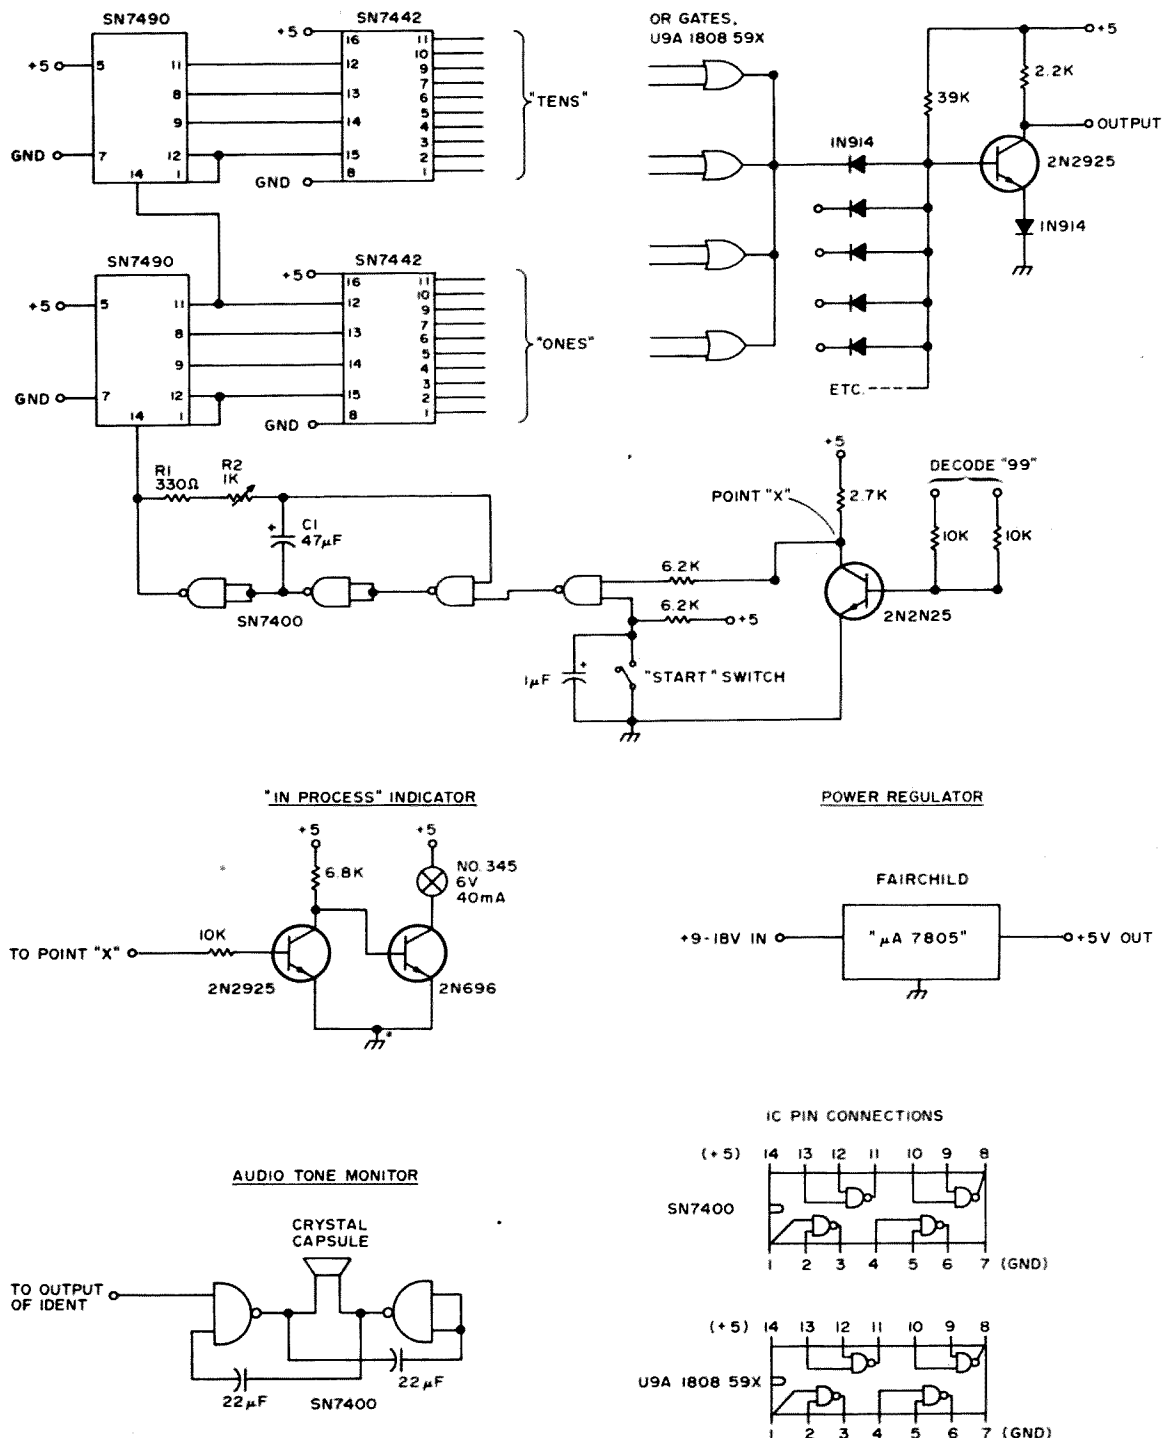 SN7490
SN7442
+5
5
11
8
9
12
1
7
14
GND
+5
16
12
13
14
15
8
GND
11
10
9
7
6
5
4
3
2
1
"TENS"
SN7490
SN7442
+5
5
11
8
9
12
1
7
14
GND
+5
16
12
13
14
15
8
GND
11
10
9
7
6
5
4
3
2
1
"ONES"
OR GATES,
U9A 1808 59X
+5
2.2K
39K
OUTPUT
1N914
2N2925
1N914
ETC.
R1
330Ω
R2
1K
+
C1
47μF
SN7400
6.2K
6.2K
+5
+
1μF
"START" SWITCH
+5
POINT "X"
2.7K
DECODE "99"
10K
10K
2N2N25
"IN PROCESS" INDICATOR
+5
+5
6.8K
NO. 345
6V
40mA
10K
TO POINT "X"
2N2925
2N696
*
POWER REGULATOR
FAIRCHILD
+9-18V IN
"μA 7805"
+5V OUT
AUDIO TONE MONITOR
CRYSTAL
CAPSULE
TO OUTPUT
OF IDENT
22μF
22μF
SN7400
IC PIN CONNECTIONS
(+5) 14 13 12 11 10 9 8
SN7400
1 2 3 4 5 6 7 (GND)
(+5) 14 13 12 11 10 9 8
U9A 1808 59X
1 2 3 4 5 6 7 (GND)